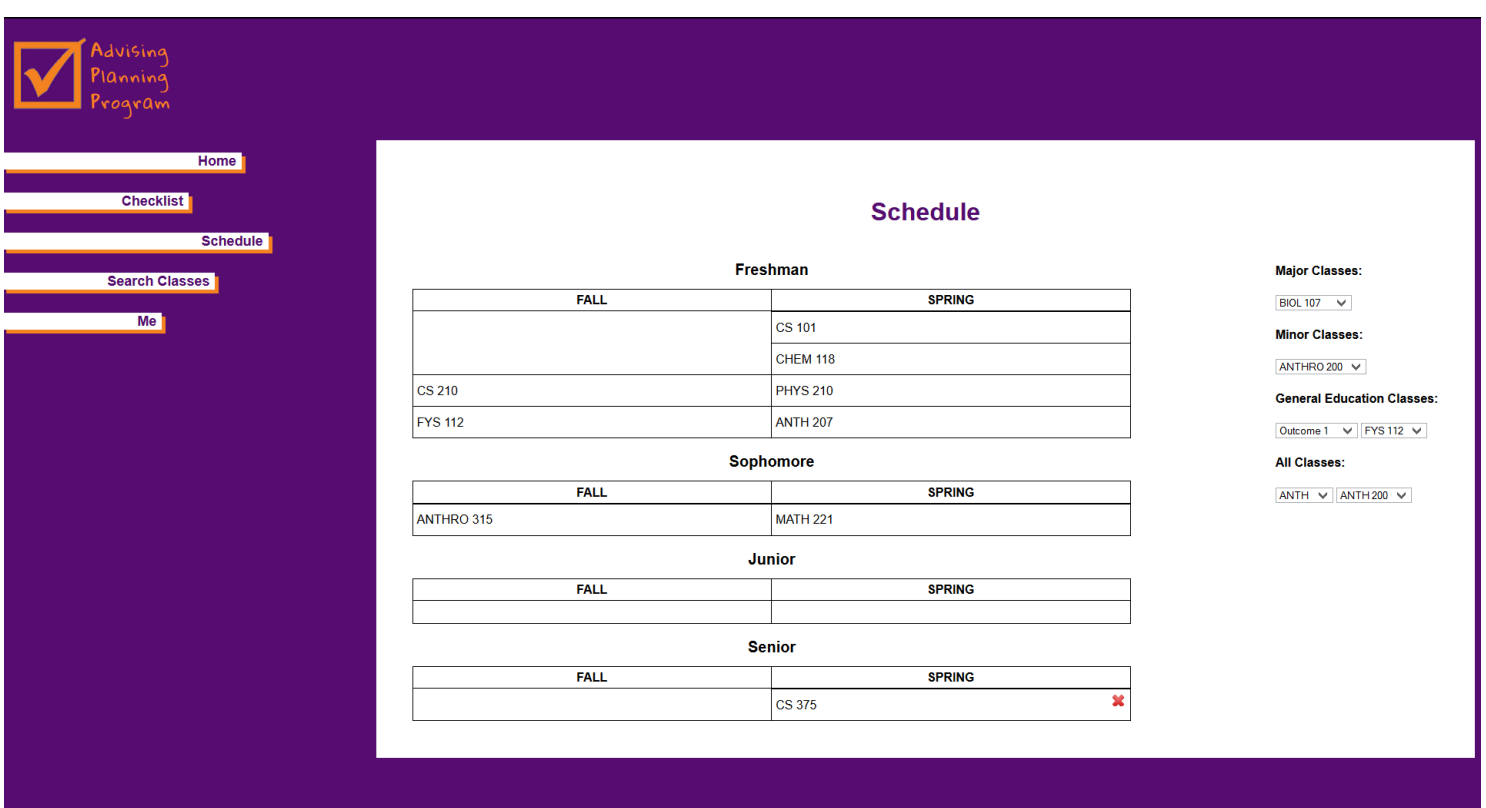 Advising
Planning
Program
Home
Checklist
Schedule
Search Classes
Me
Schedule
Freshman
FALL SPRING
CS 101
CHEM 118
CS 210 PHYS 210
FYS 112 ANTH 207
Sophomore
FALL SPRING
ANTHRO 315 MATH 221
Junior
FALL SPRING
Senior
FALL SPRING
CS 375
Major Classes:
BIOL 107
Minor Classes:
ANTHRO 200
General Education Classes:
Outcome 1 FYS 112
All Classes:
ANTH ANTH 200